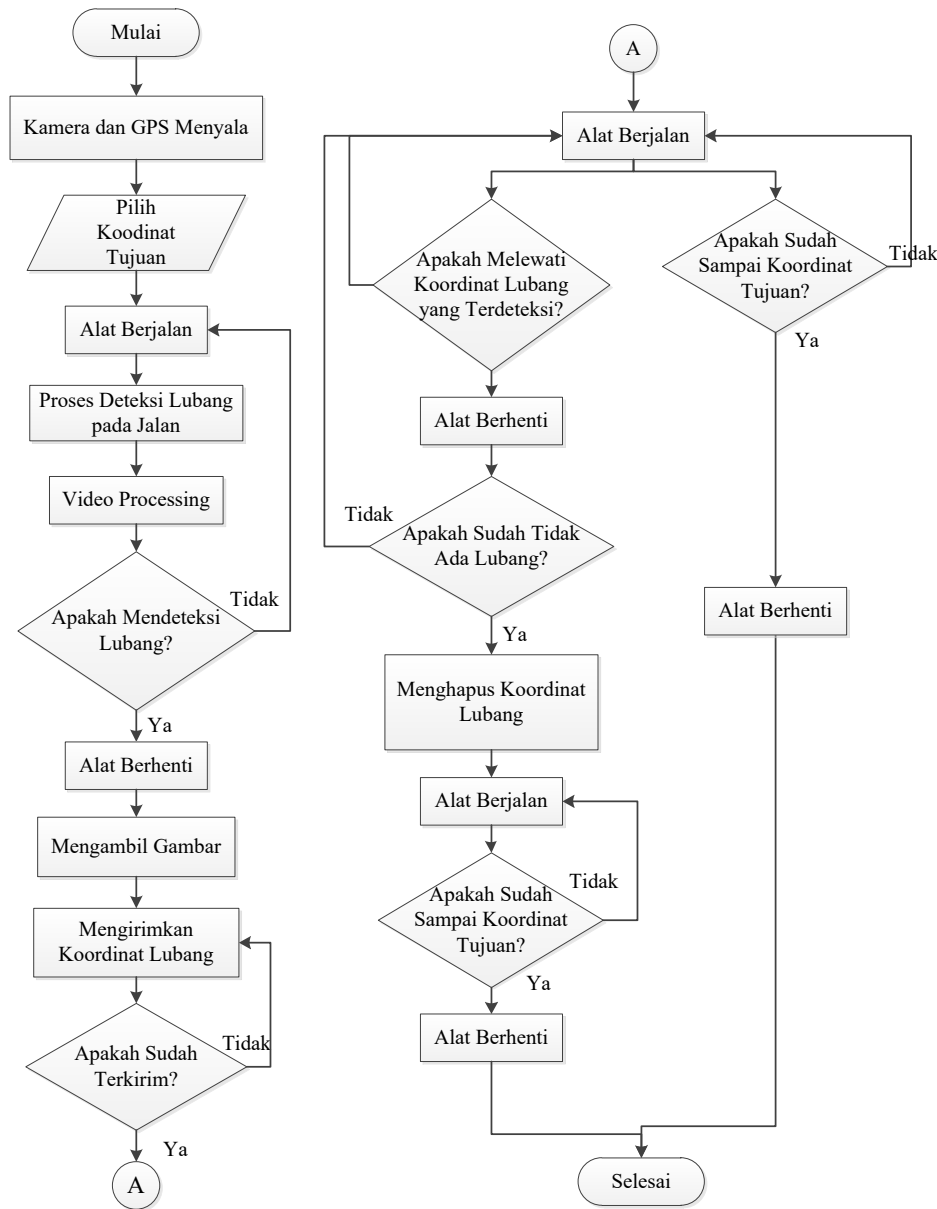 Mulai
Kamera dan GPS Menyala
Pilih
Koodinat
Tujuan
Alat Berjalan
Proses Deteksi Lubang
pada Jalan
Video Processing
Apakah Mendeteksi
Lubang?
Tidak
Ya
Alat Berhenti
Mengambil Gambar
Mengirimkan
Koordinat Lubang
Apakah Sudah
Terkirim?
Tidak
Ya
A
A
Alat Berjalan
Apakah Melewati
Koordinat Lubang
yang Terdeteksi?
Alat Berhenti
Apakah Sudah Tidak
Ada Lubang?
Tidak
Ya
Menghapus Koordinat
Lubang
Alat Berjalan
Apakah Sudah
Sampai Koordinat
Tujuan?
Tidak
Ya
Alat Berhenti
Apakah Sudah
Sampai Koordinat
Tujuan?
Tidak
Ya
Alat Berhenti
Selesai